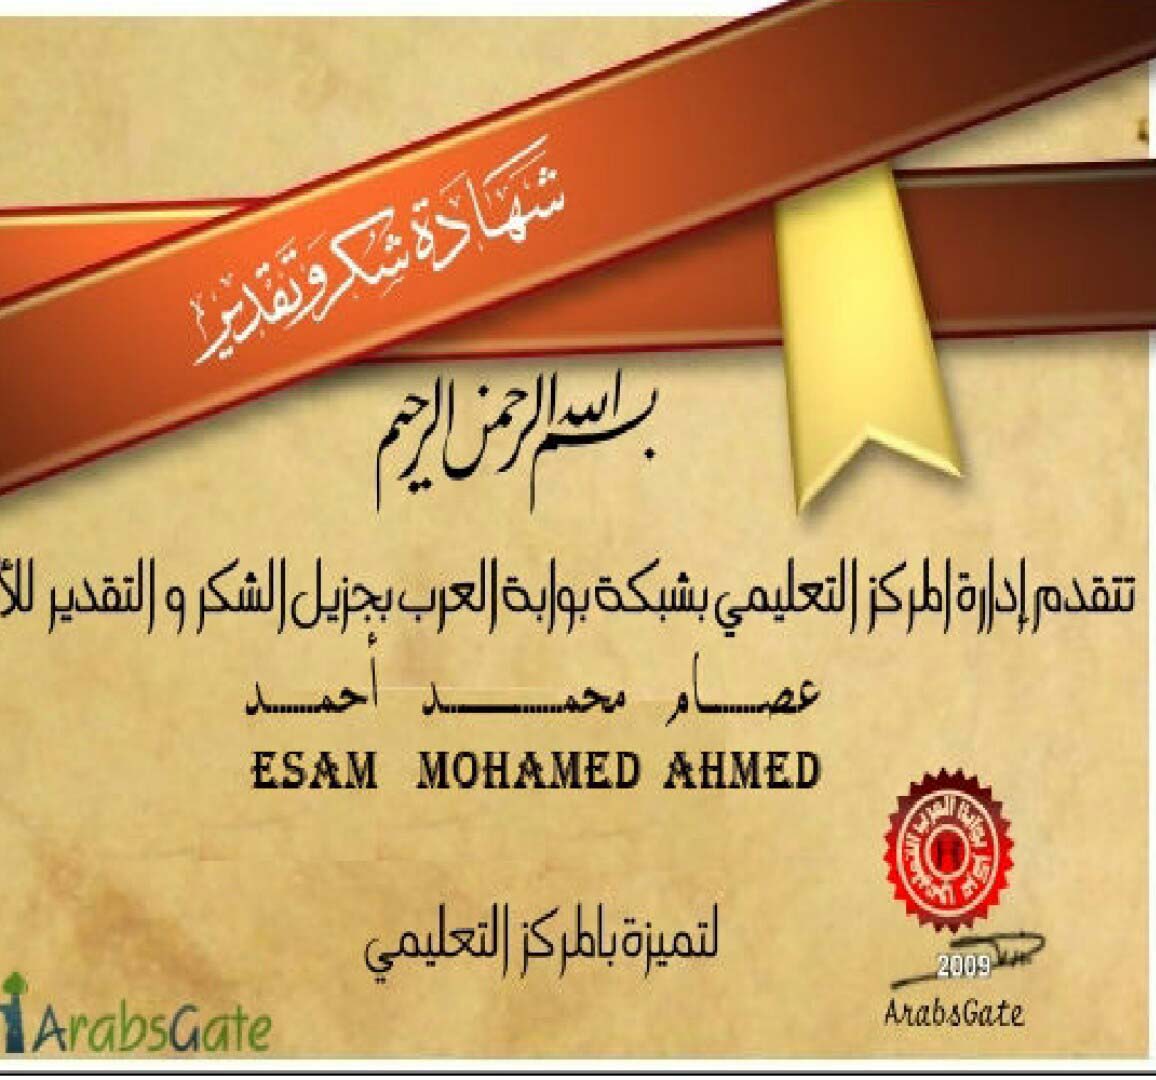 شهادة شكر وتقدير
بسم الله الرحمن الرحيم
تتقدم إدارة المركز التعليمي بشبكة بوابة العرب بجزيل الشكر و التقدير للأ
عصام محمد أحمد
ESAM MOHAMED AHMED
لتميزة بالمركز التعليمي
2009
ArabsGate
ArabsGate